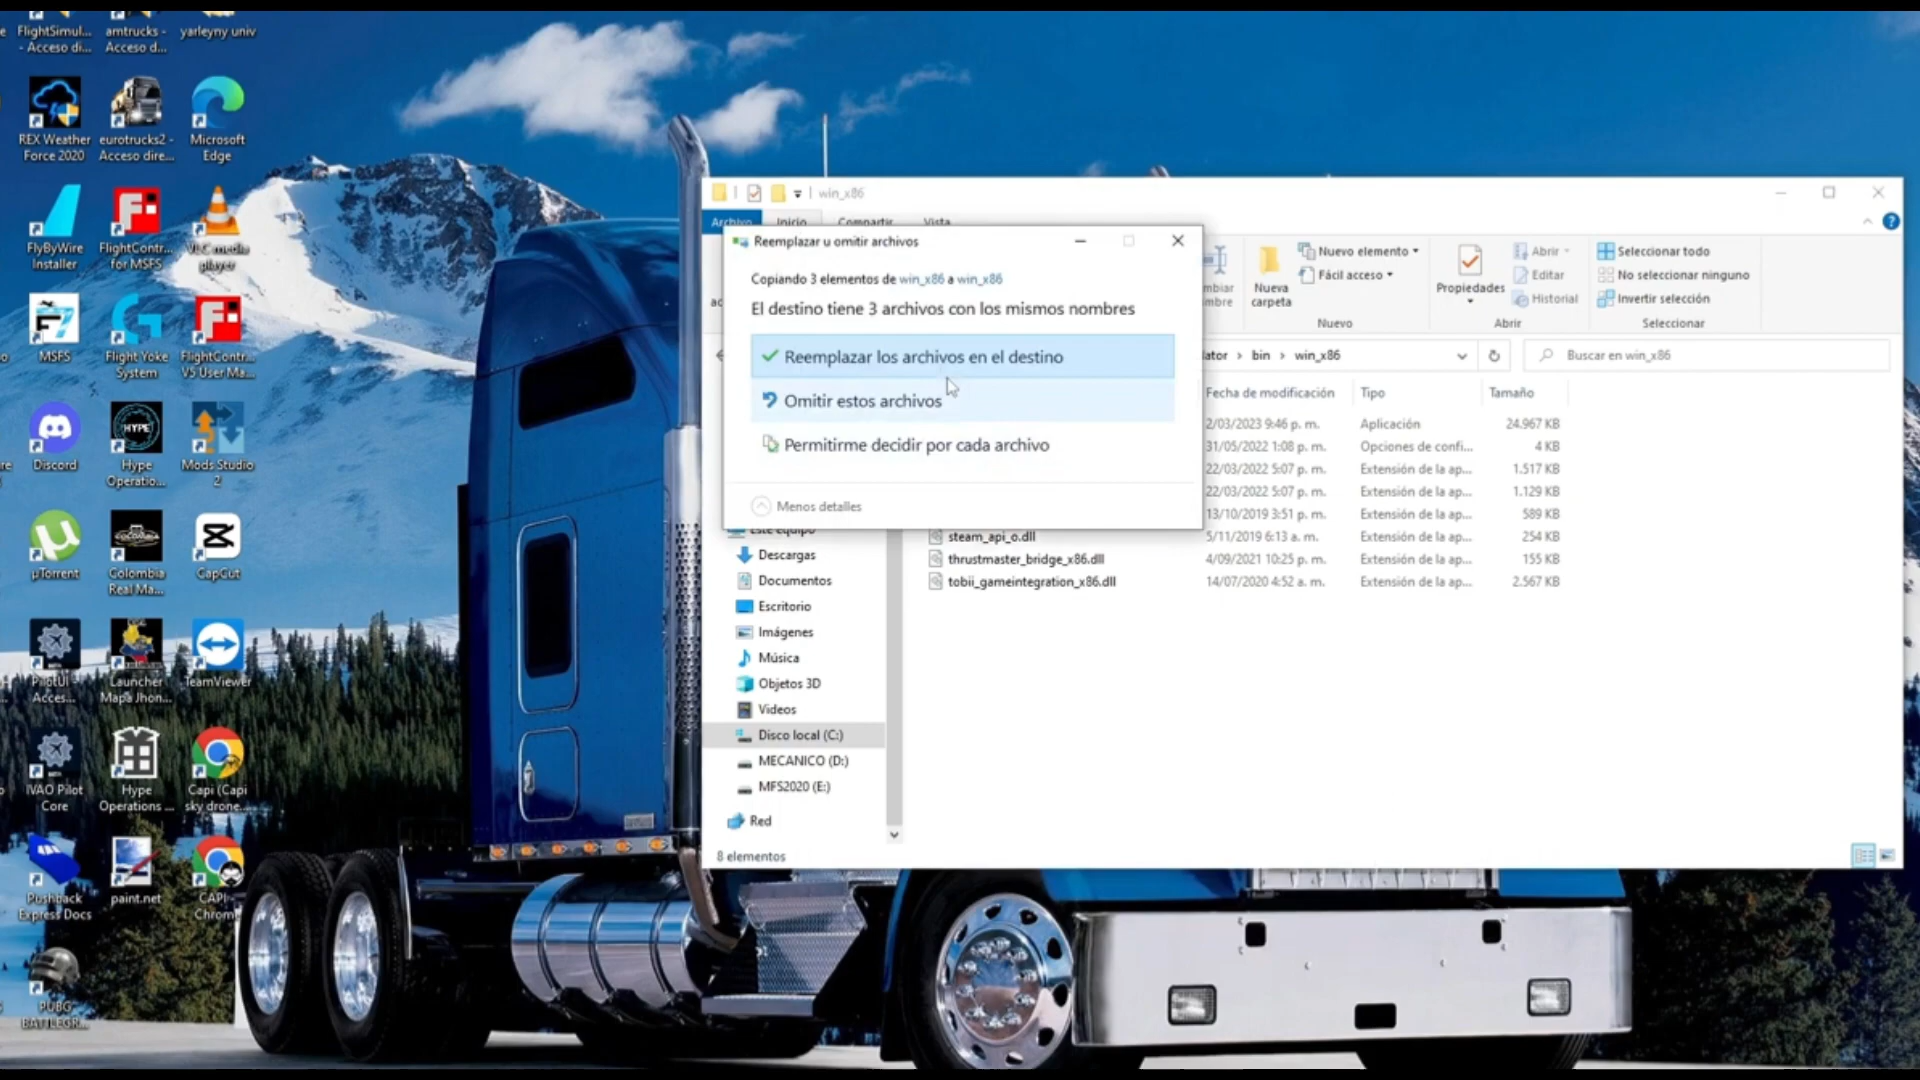 FlightSimul...
- Acceso di...
amtrucks -
Acceso d...
yarleyny univ
REX Weather
Force 2020
eurotrucks2 -
Acceso dire...
Microsoft
Edge
FlyByWire
Installer
FlightContr...
for MSFS
VLC media
player
MSFS
Flight Yoke
System
FlightContr...
V5 User Ma...
Discord
HYPE
Hype
Operatio...
Mods Studio
2
µTorrent
Colombia
Real Ma...
CapCut
PilotUI -
Acces...
Launcher
Mapa Jhon...
TeamViewer
IVAO Pilot
Core
Hype
Operations ...
Capi (Capi
sky drone...
Pushback
Express Docs
paint.net
CAPI -
Chrome
PUBG
BATTLEGR...
win_x86
Archivo
Inicio
Compartir
Vista
Reemplazar u omitir archivos
Copiando 3 elementos de win_x86 a win_x86
El destino tiene 3 archivos con los mismos nombres
Reemplazar los archivos en el destino
Omitir estos archivos
Permitirme decidir por cada archivo
Menos detalles
Nueva
carpeta
Nuevo elemento
Fácil acceso
Nuevo
Propiedades
Abrir
Editar
Historial
Abrir
Seleccionar todo
No seleccionar ninguno
Invertir selección
Seleccionar
ator > bin > win_x86
Buscar en win_x86
Fecha de modificación Tipo Tamaño
2/03/2023 9:46 p. m. Aplicación 24.967 KB
31/05/2022 1:08 p. m. Opciones de confi... 4 KB
22/03/2022 5:07 p. m. Extensión de la ap... 1.517 KB
22/03/2022 5:07 p. m. Extensión de la ap... 1.129 KB
13/10/2019 3:51 p. m. Extensión de la ap... 589 KB
steam_api_o.dll 5/11/2019 6:13 a. m. Extensión de la ap... 254 KB
thrustmaster_bridge_x86.dll 4/09/2021 10:25 p. m. Extensión de la ap... 155 KB
tobii_gameintegration_x86.dll 14/07/2020 4:52 a. m. Extensión de la ap... 2.567 KB
Este equipo
Descargas
Documentos
Escritorio
Imágenes
Música
Objetos 3D
Videos
Disco local (C:)
MECANICO (D:)
MFS2020 (E:)
Red
8 elementos